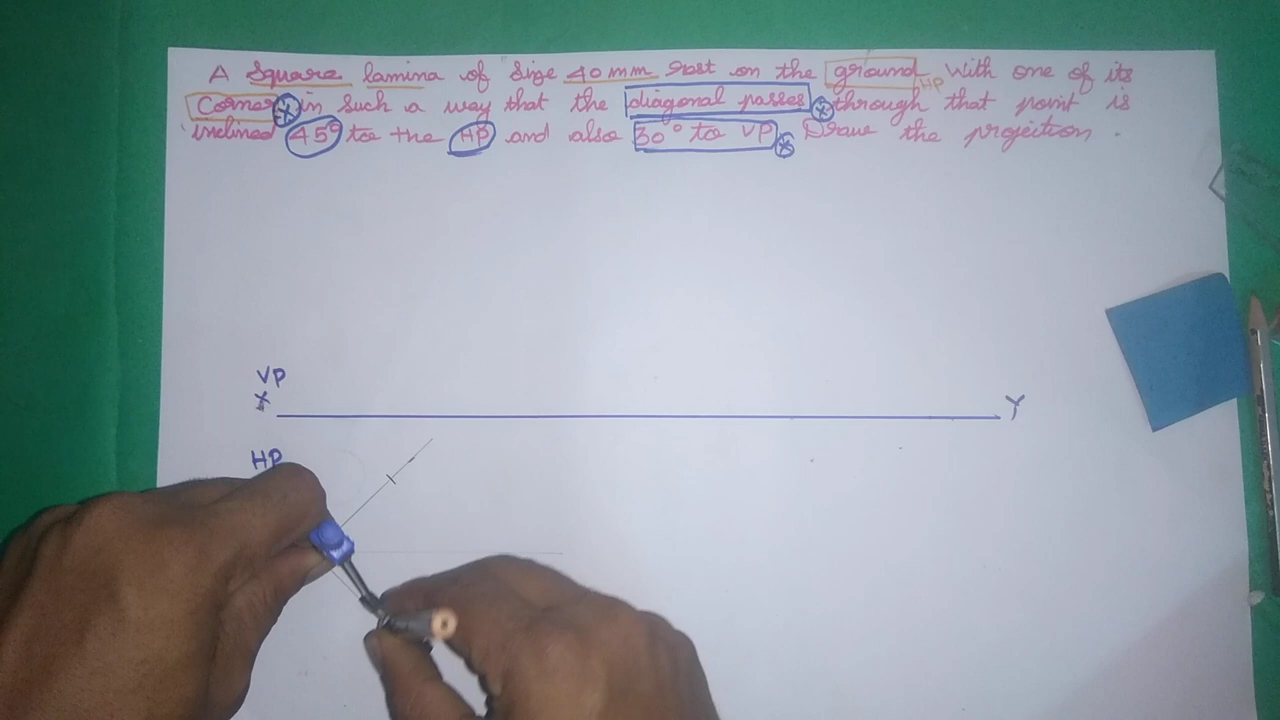 A Square lamina of Size 40 mm rest on the ground With one of its
HP
Corner * in such a way that the diagonal passes * through that point is
inclined 45° to the HP and also 30° to VP * Draw the projection .
VP
X
Y
HP